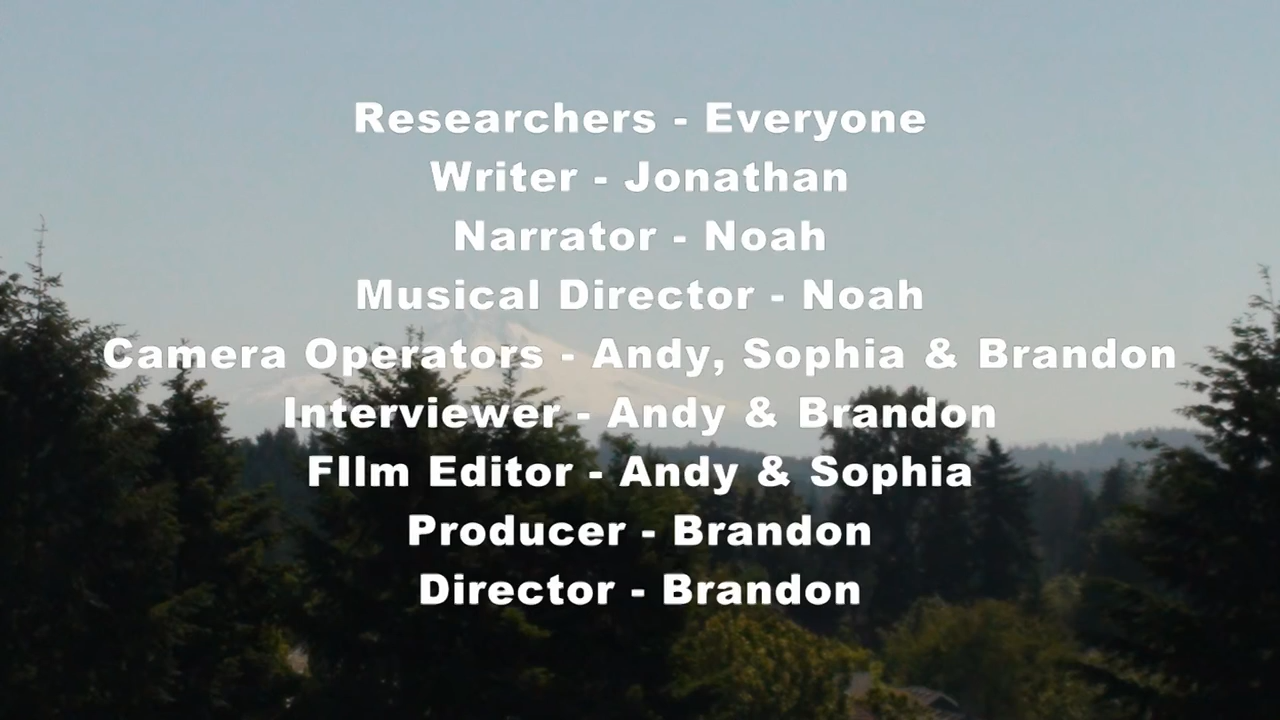 Researchers - Everyone
Writer - Jonathan
Narrator - Noah
Musical Director - Noah
Camera Operators - Andy, Sophia & Brandon
Interviewer - Andy & Brandon
FIlm Editor - Andy & Sophia
Producer - Brandon
Director - Brandon